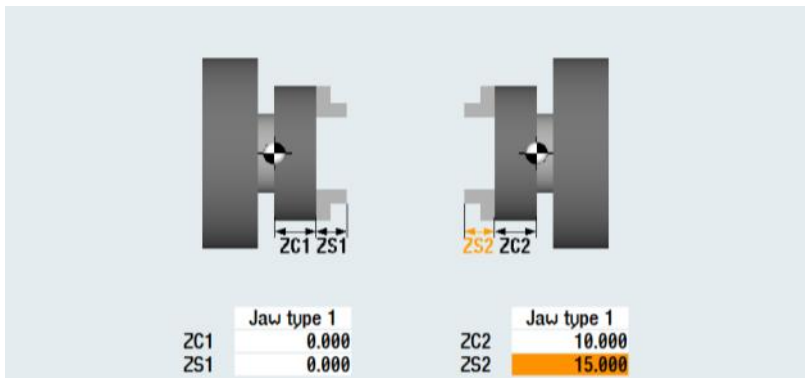 ZC1 ZS1 ZS2 ZC2
Jaw type 1 Jaw type 1
ZC1 0.000 ZC2 10.000
ZS1 0.000 ZS2 15.000